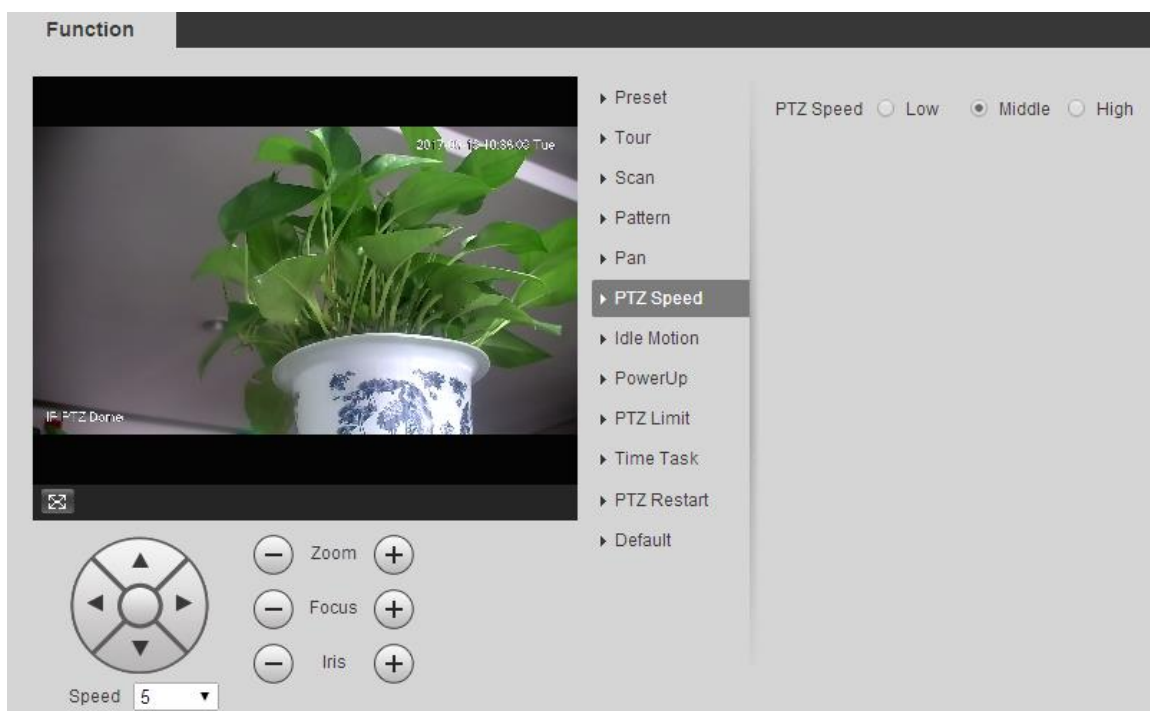 Function
Tue
PTZ Dome
Preset
Tour
Scan
Pattern
Pan
PTZ Speed
Idle Motion
PowerUp
PTZ Limit
Time Task
PTZ Restart
Default
PTZ Speed Low Middle High
Zoom
Focus
Iris
Speed 5